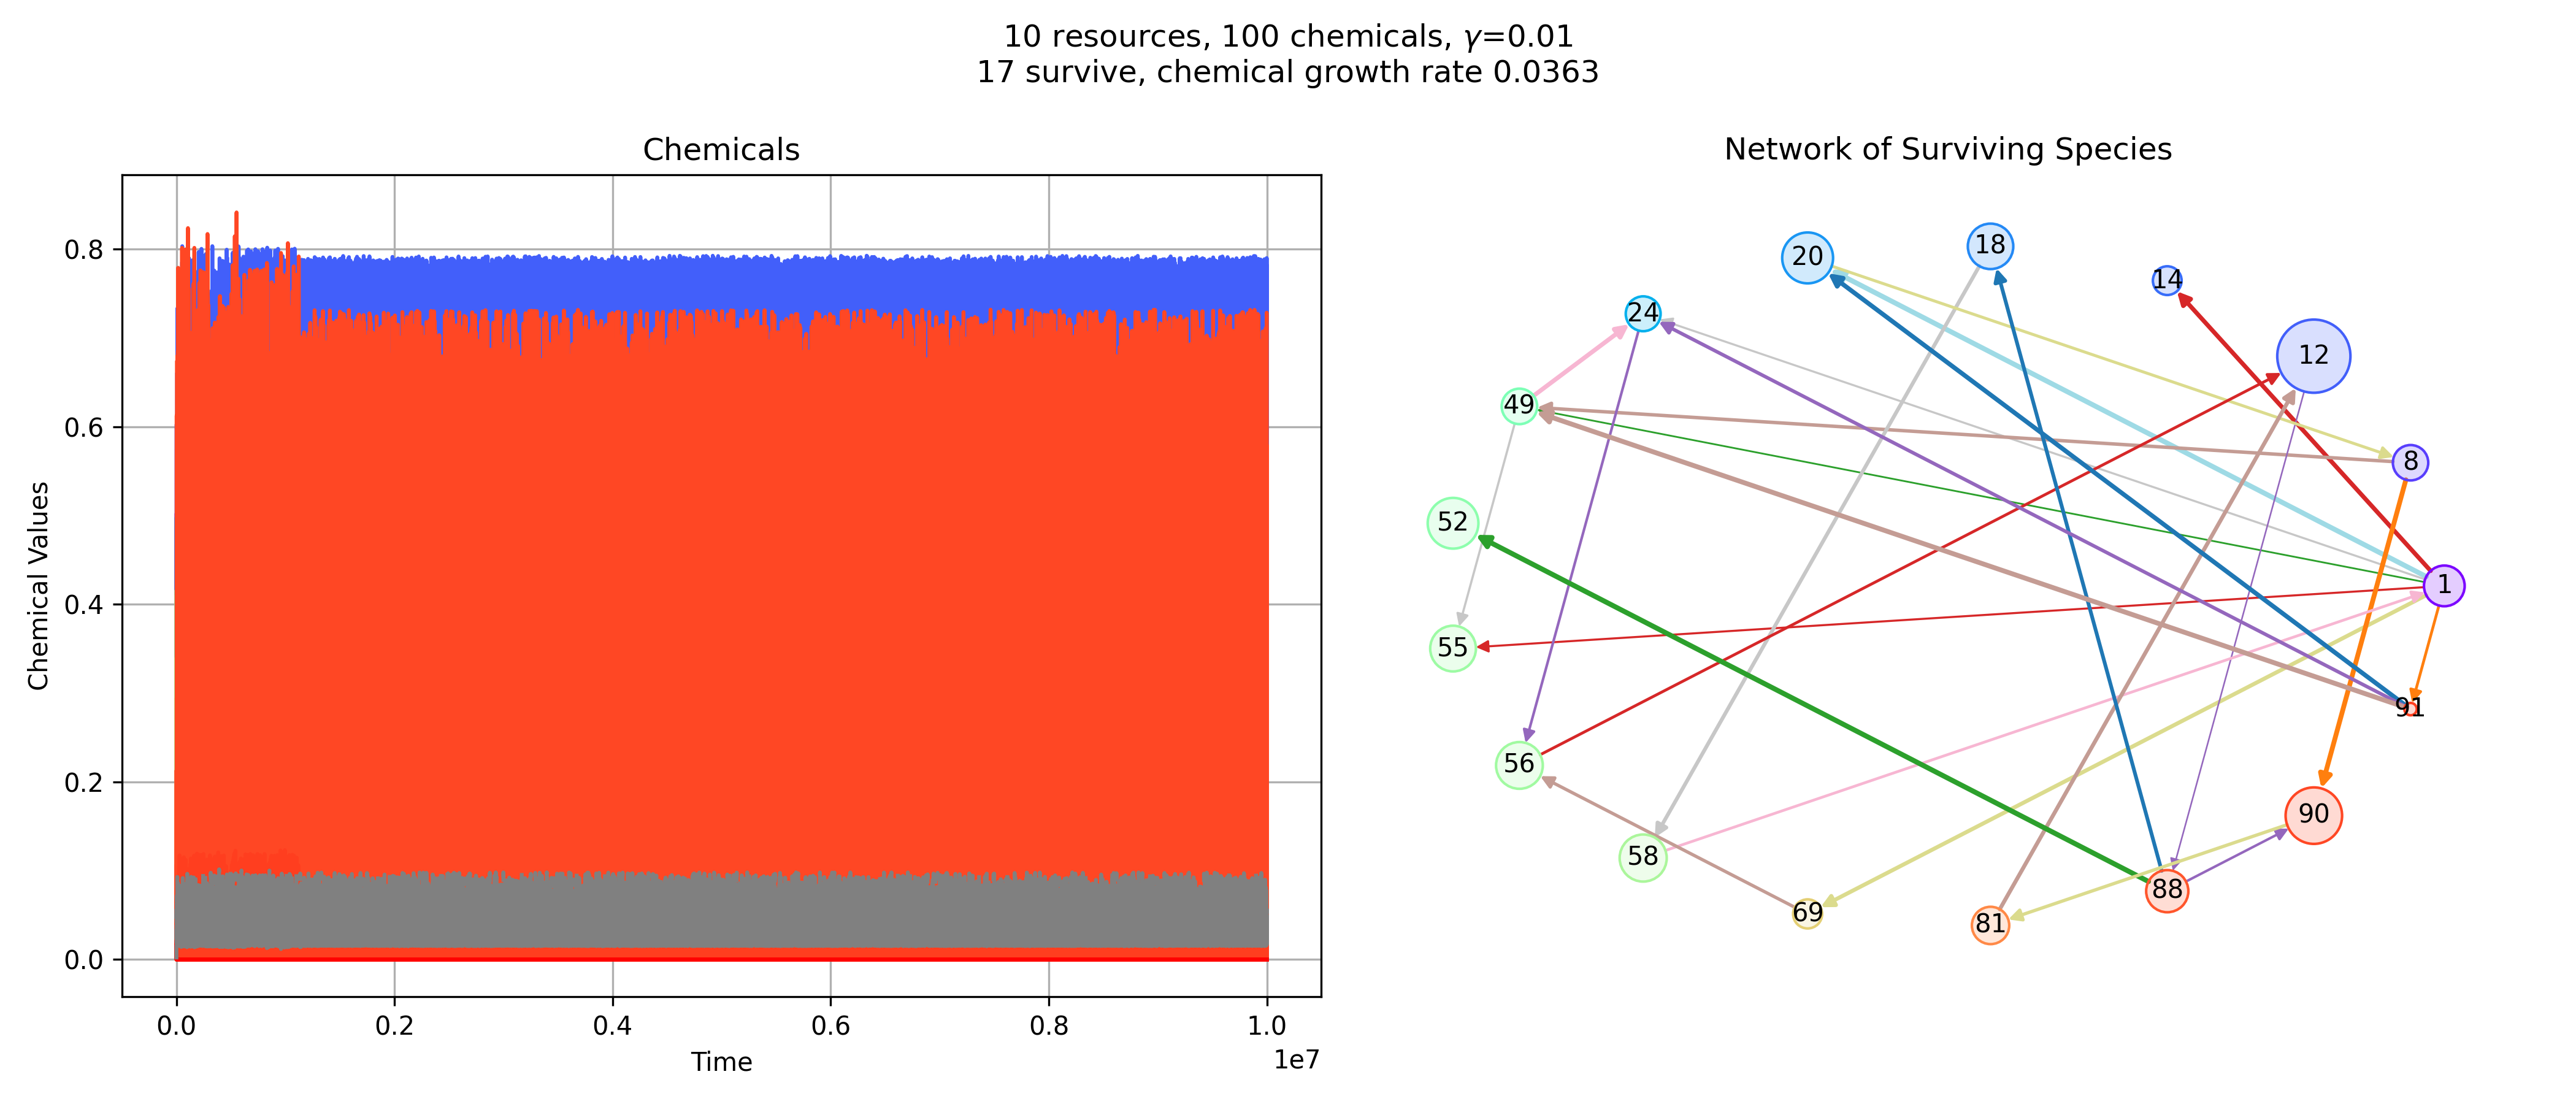 10 resources, 100 chemicals, γ=0.01
17 survive, chemical growth rate 0.0363
Chemicals
Chemical Values
0.8
0.6
0.4
0.2
0.0
0.0 0.2 0.4 0.6 0.8 1.0
Time
1e7
Network of Surviving Species
18
20
14
24
12
49
8
52
1
55
91
56
90
58
88
69
81